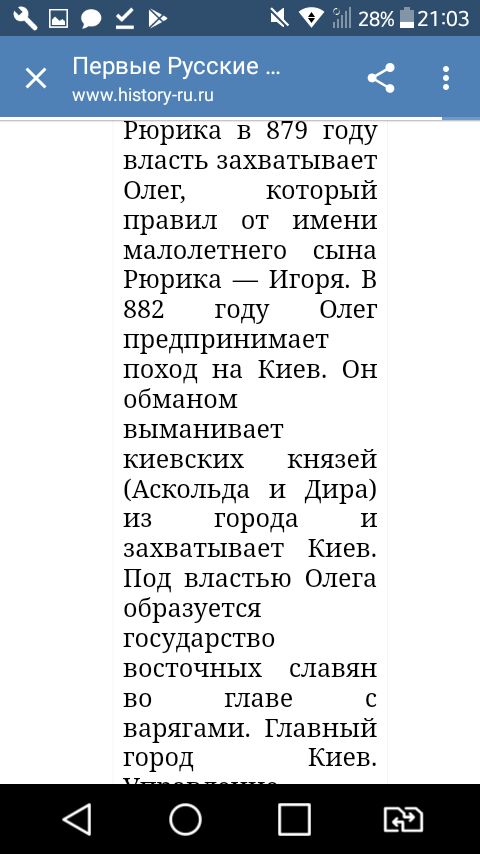 28% 21:03
Первые Русские ...
www.history-ru.ru
Рюрика в 879 году
власть захватывает
Олег, который
правил от имени
малолетнего сына
Рюрика — Игоря. В
882 году Олег
предпринимает
поход на Киев. Он
обманом
выманивает
киевских князей
(Аскольда и Дира)
из города и
захватывает Киев.
Под властью Олега
образуется
государство
восточных славян
во главе с
варягами. Главный
город Киев.
Управление